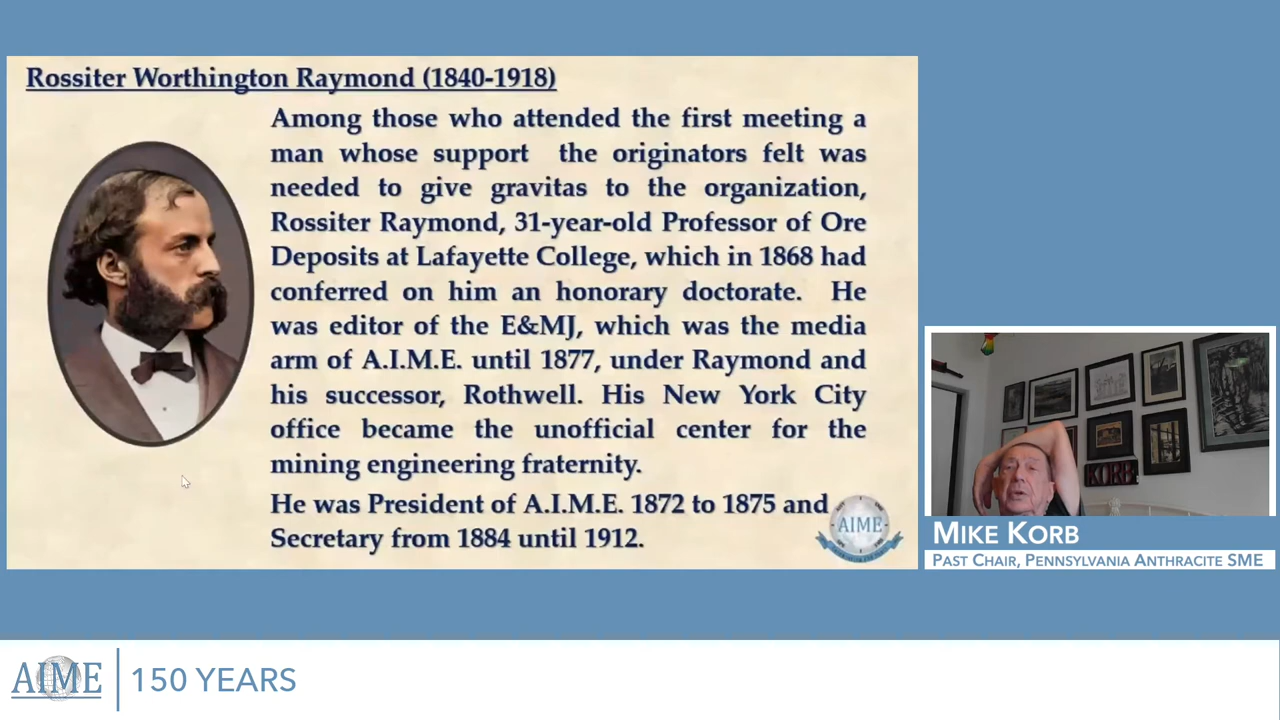 Rossiter Worthington Raymond (1840-1918)
Among those who attended the first meeting a
man whose support the originators felt was
needed to give gravitas to the organization,
Rossiter Raymond, 31-year-old Professor of Ore
Deposits at Lafayette College, which in 1868 had
conferred on him an honorary doctorate. He
was editor of the E&MJ, which was the media
arm of A.I.M.E. until 1877, under Raymond and
his successor, Rothwell. His New York City
office became the unofficial center for the
mining engineering fraternity.
He was President of A.I.M.E. 1872 to 1875 and
Secretary from 1884 until 1912.
AIME
KORB
MIKE KORB
PAST CHAIR, PENNSYLVANIA ANTHRACITE SME
AIME
150 YEARS